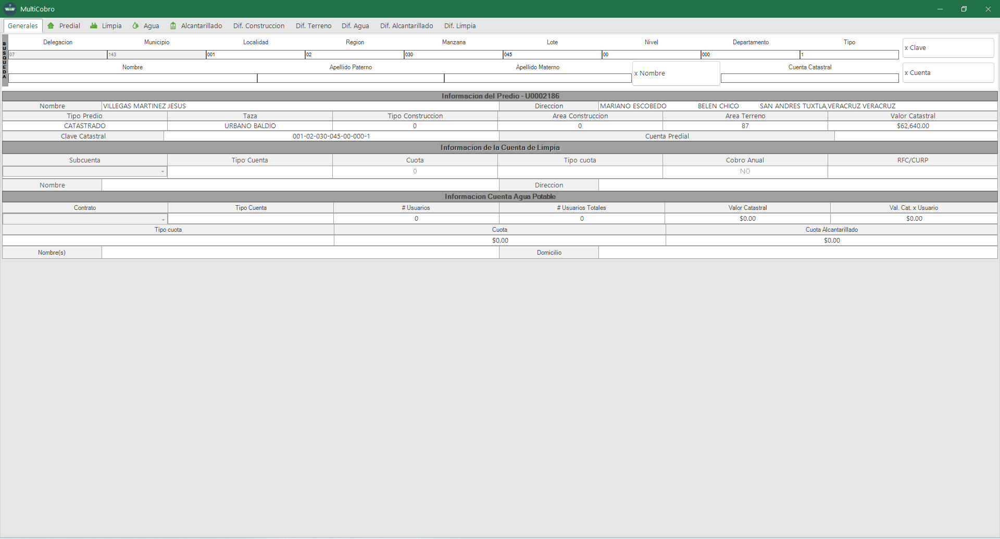 MultiCobro
Generales Predial Limpia Agua Alcantarillado Dif. Construccion Dif. Terreno Dif. Agua Dif. Alcantarillado Dif. Limpia
BUSQUEDA
Delegacion Municipio Localidad Region Manzana Lote Nivel Departamento Tipo
07 143 001 02 030 045 00 000 1
x Clave
Nombre Apellido Paterno Apellido Materno x Nombre Cuenta Catastral x Cuenta
Informacion del Predio - U0002186
Nombre VILLEGAS MARTINEZ JESUS Direccion MARIANO ESCOBEDO BELEN CHICO SAN ANDRES TUXTLA,VERACRUZ VERACRUZ
Tipo Predio Taza Tipo Construccion Area Construccion Area Terreno Valor Catastral
CATASTRADO URBANO BALDIO 0 0 87 $62,640.00
Clave Catastral 001-02-030-045-00-000-1 Cuenta Predial
Informacion de la Cuenta de Limpia
Subcuenta Tipo Cuenta Cuota Tipo cuota Cobro Anual RFC/CURP
0 NO
Nombre Direccion
Informacion Cuenta Agua Potable
Contrato Tipo Cuenta # Usuarios # Usuarios Totales Valor Catastral Val. Cat. x Usuario
0 0 $0.00 $0.00
Tipo cuota Cuota Cuota Alcantarillado
$0.00 $0.00
Nombre(s) Domicilio